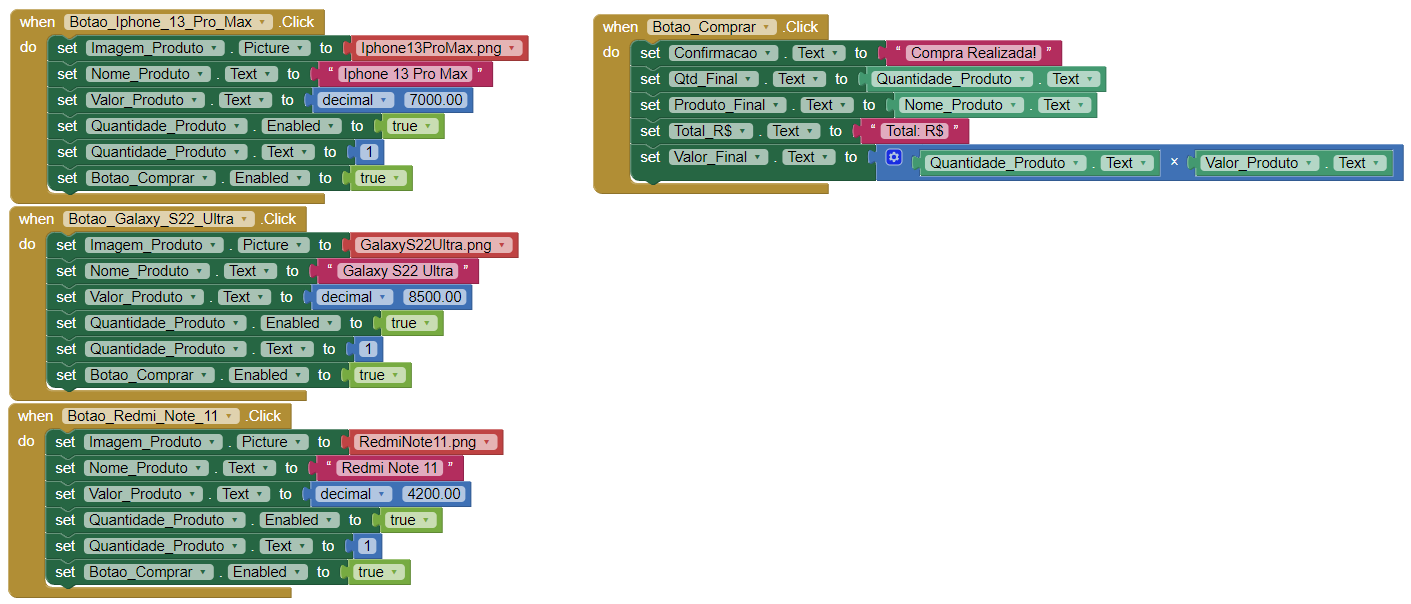 when Botao_Iphone_13_Pro_Max .Click
do set Imagem_Produto . Picture to Iphone13ProMax.png
set Nome_Produto . Text to “ Iphone 13 Pro Max ”
set Valor_Produto . Text to decimal 7000.00
set Quantidade_Produto . Enabled to true
set Quantidade_Produto . Text to 1
set Botao_Comprar . Enabled to true
when Botao_Galaxy_S22_Ultra .Click
do set Imagem_Produto . Picture to GalaxyS22Ultra.png
set Nome_Produto . Text to “ Galaxy S22 Ultra ”
set Valor_Produto . Text to decimal 8500.00
set Quantidade_Produto . Enabled to true
set Quantidade_Produto . Text to 1
set Botao_Comprar . Enabled to true
when Botao_Redmi_Note_11 .Click
do set Imagem_Produto . Picture to RedmiNote11.png
set Nome_Produto . Text to “ Redmi Note 11 ”
set Valor_Produto . Text to decimal 4200.00
set Quantidade_Produto . Enabled to true
set Quantidade_Produto . Text to 1
set Botao_Comprar . Enabled to true
when Botao_Comprar .Click
do set Confirmacao . Text to “ Compra Realizada! ”
set Qtd_Final . Text to Quantidade_Produto . Text
set Produto_Final . Text to Nome_Produto . Text
set Total_R$ . Text to “ Total: R$ ”
set Valor_Final . Text to Quantidade_Produto . Text × Valor_Produto . Text